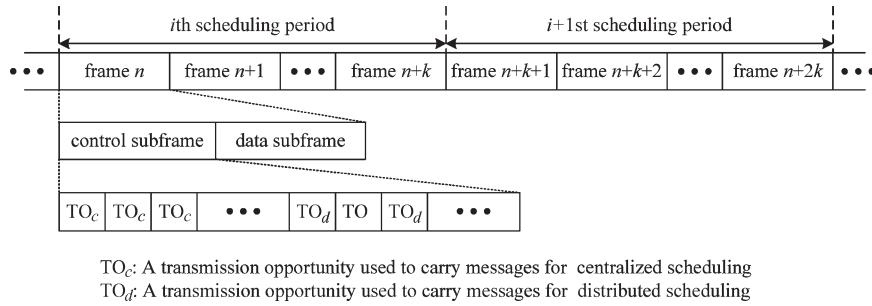 ith scheduling period i+1st scheduling period
••• frame n frame n+1 ••• frame n+k frame n+k+1 frame n+k+2 ••• frame n+2k •••
control subframe data subframe
TOc TOc TOc ••• TOd TO TOd •••
TOc: A transmission opportunity used to carry messages for centralized scheduling
TOd: A transmission opportunity used to carry messages for distributed scheduling